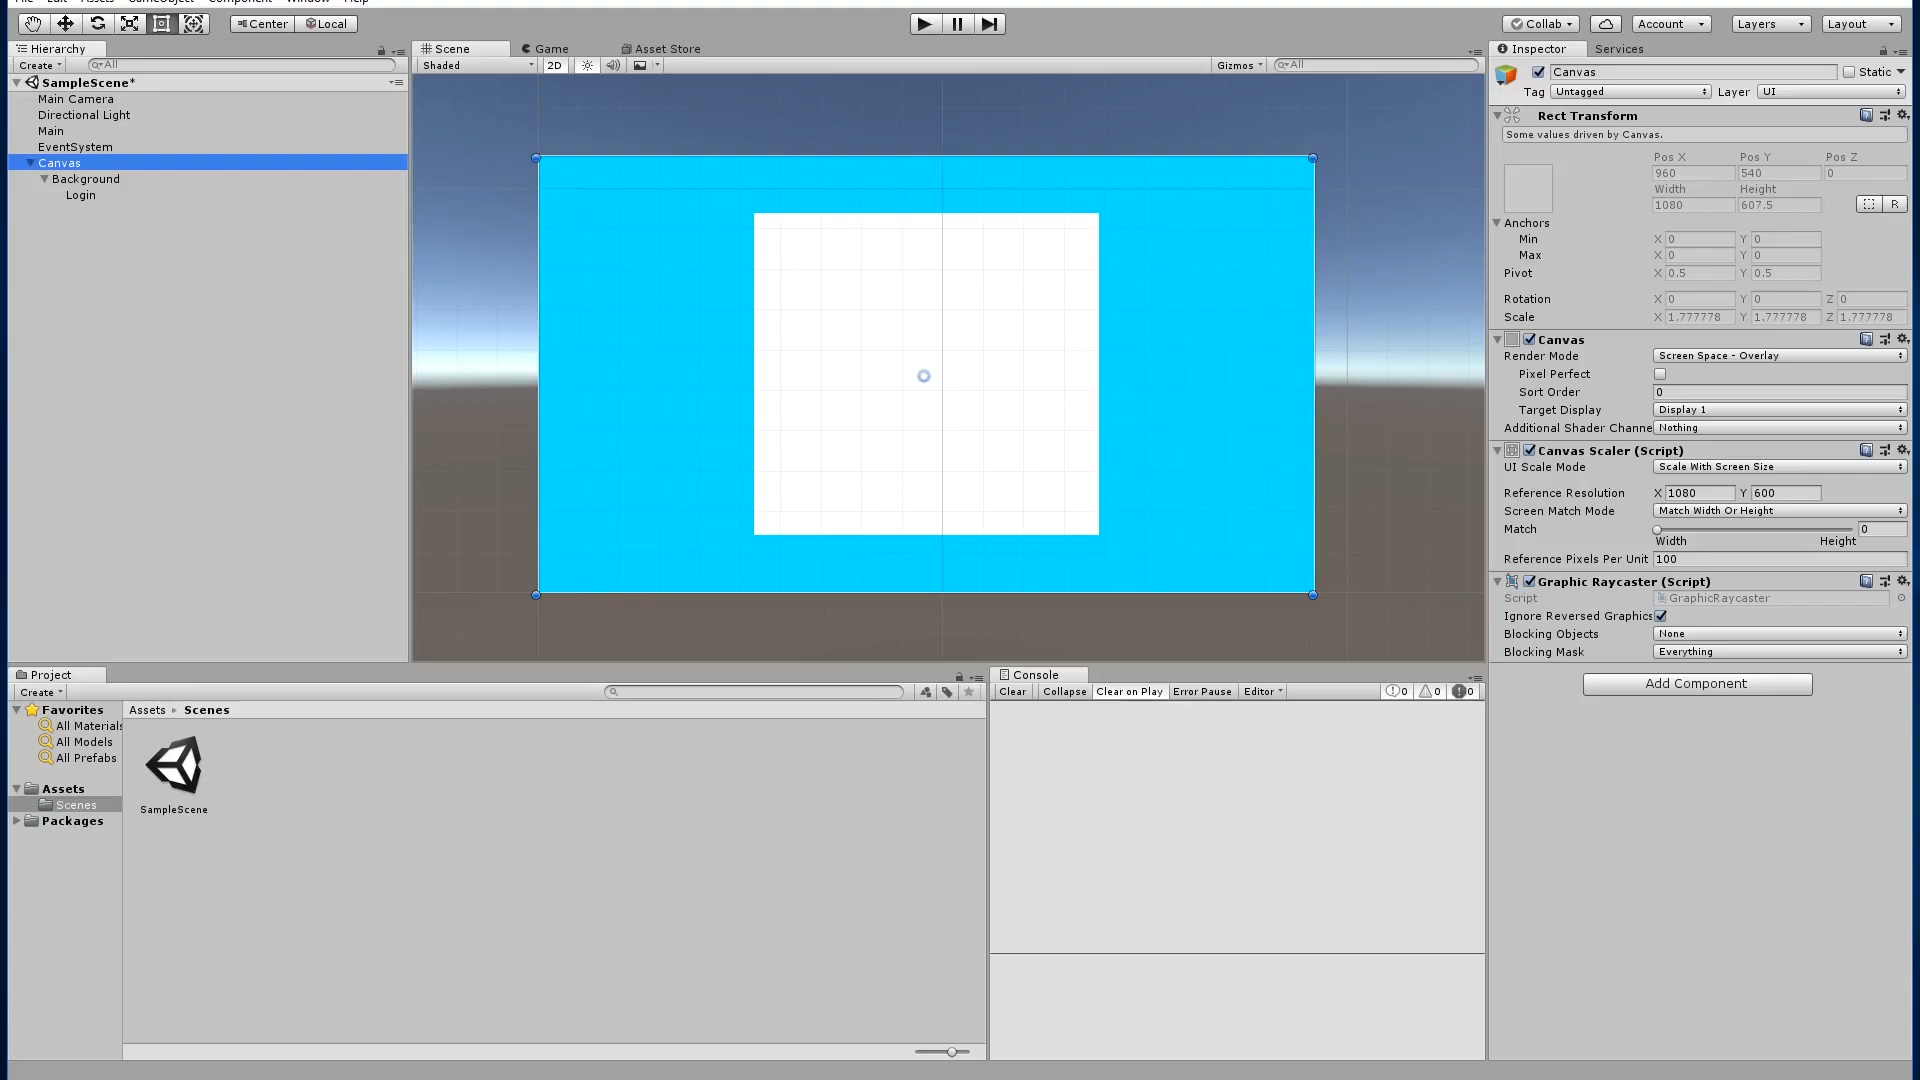 File Edit Assets GameObject Component Window Help
Center Local Collab Account Layers Layout
Hierarchy
Create All
SampleScene*
Main Camera
Directional Light
Main
EventSystem
Canvas
Background
Login
Scene Game Asset Store
Shaded 2D Gizmos All
Inspector Services
Canvas Static
Tag Untagged Layer UI
Rect Transform
Some values driven by Canvas.
Pos X Pos Y Pos Z
960 540 0
Width Height
1080 607.5 R
Anchors
Min X 0 Y 0
Max X 0 Y 0
Pivot X 0.5 Y 0.5
Rotation X 0 Y 0 Z 0
Scale X 1.777778 Y 1.777778 Z 1.777778
Canvas
Render Mode Screen Space - Overlay
Pixel Perfect
Sort Order 0
Target Display Display 1
Additional Shader Channe Nothing
Canvas Scaler (Script)
UI Scale Mode Scale With Screen Size
Reference Resolution X 1080 Y 600
Screen Match Mode Match Width Or Height
Match 0
Width Height
Reference Pixels Per Unit 100
Graphic Raycaster (Script)
Script GraphicRaycaster
Ignore Reversed Graphics
Blocking Objects None
Blocking Mask Everything
Add Component
Project
Create
Favorites
All Materials
All Models
All Prefabs
Assets
Scenes
Packages
Assets Scenes
SampleScene
Console
Clear Collapse Clear on Play Error Pause Editor 0 0 0